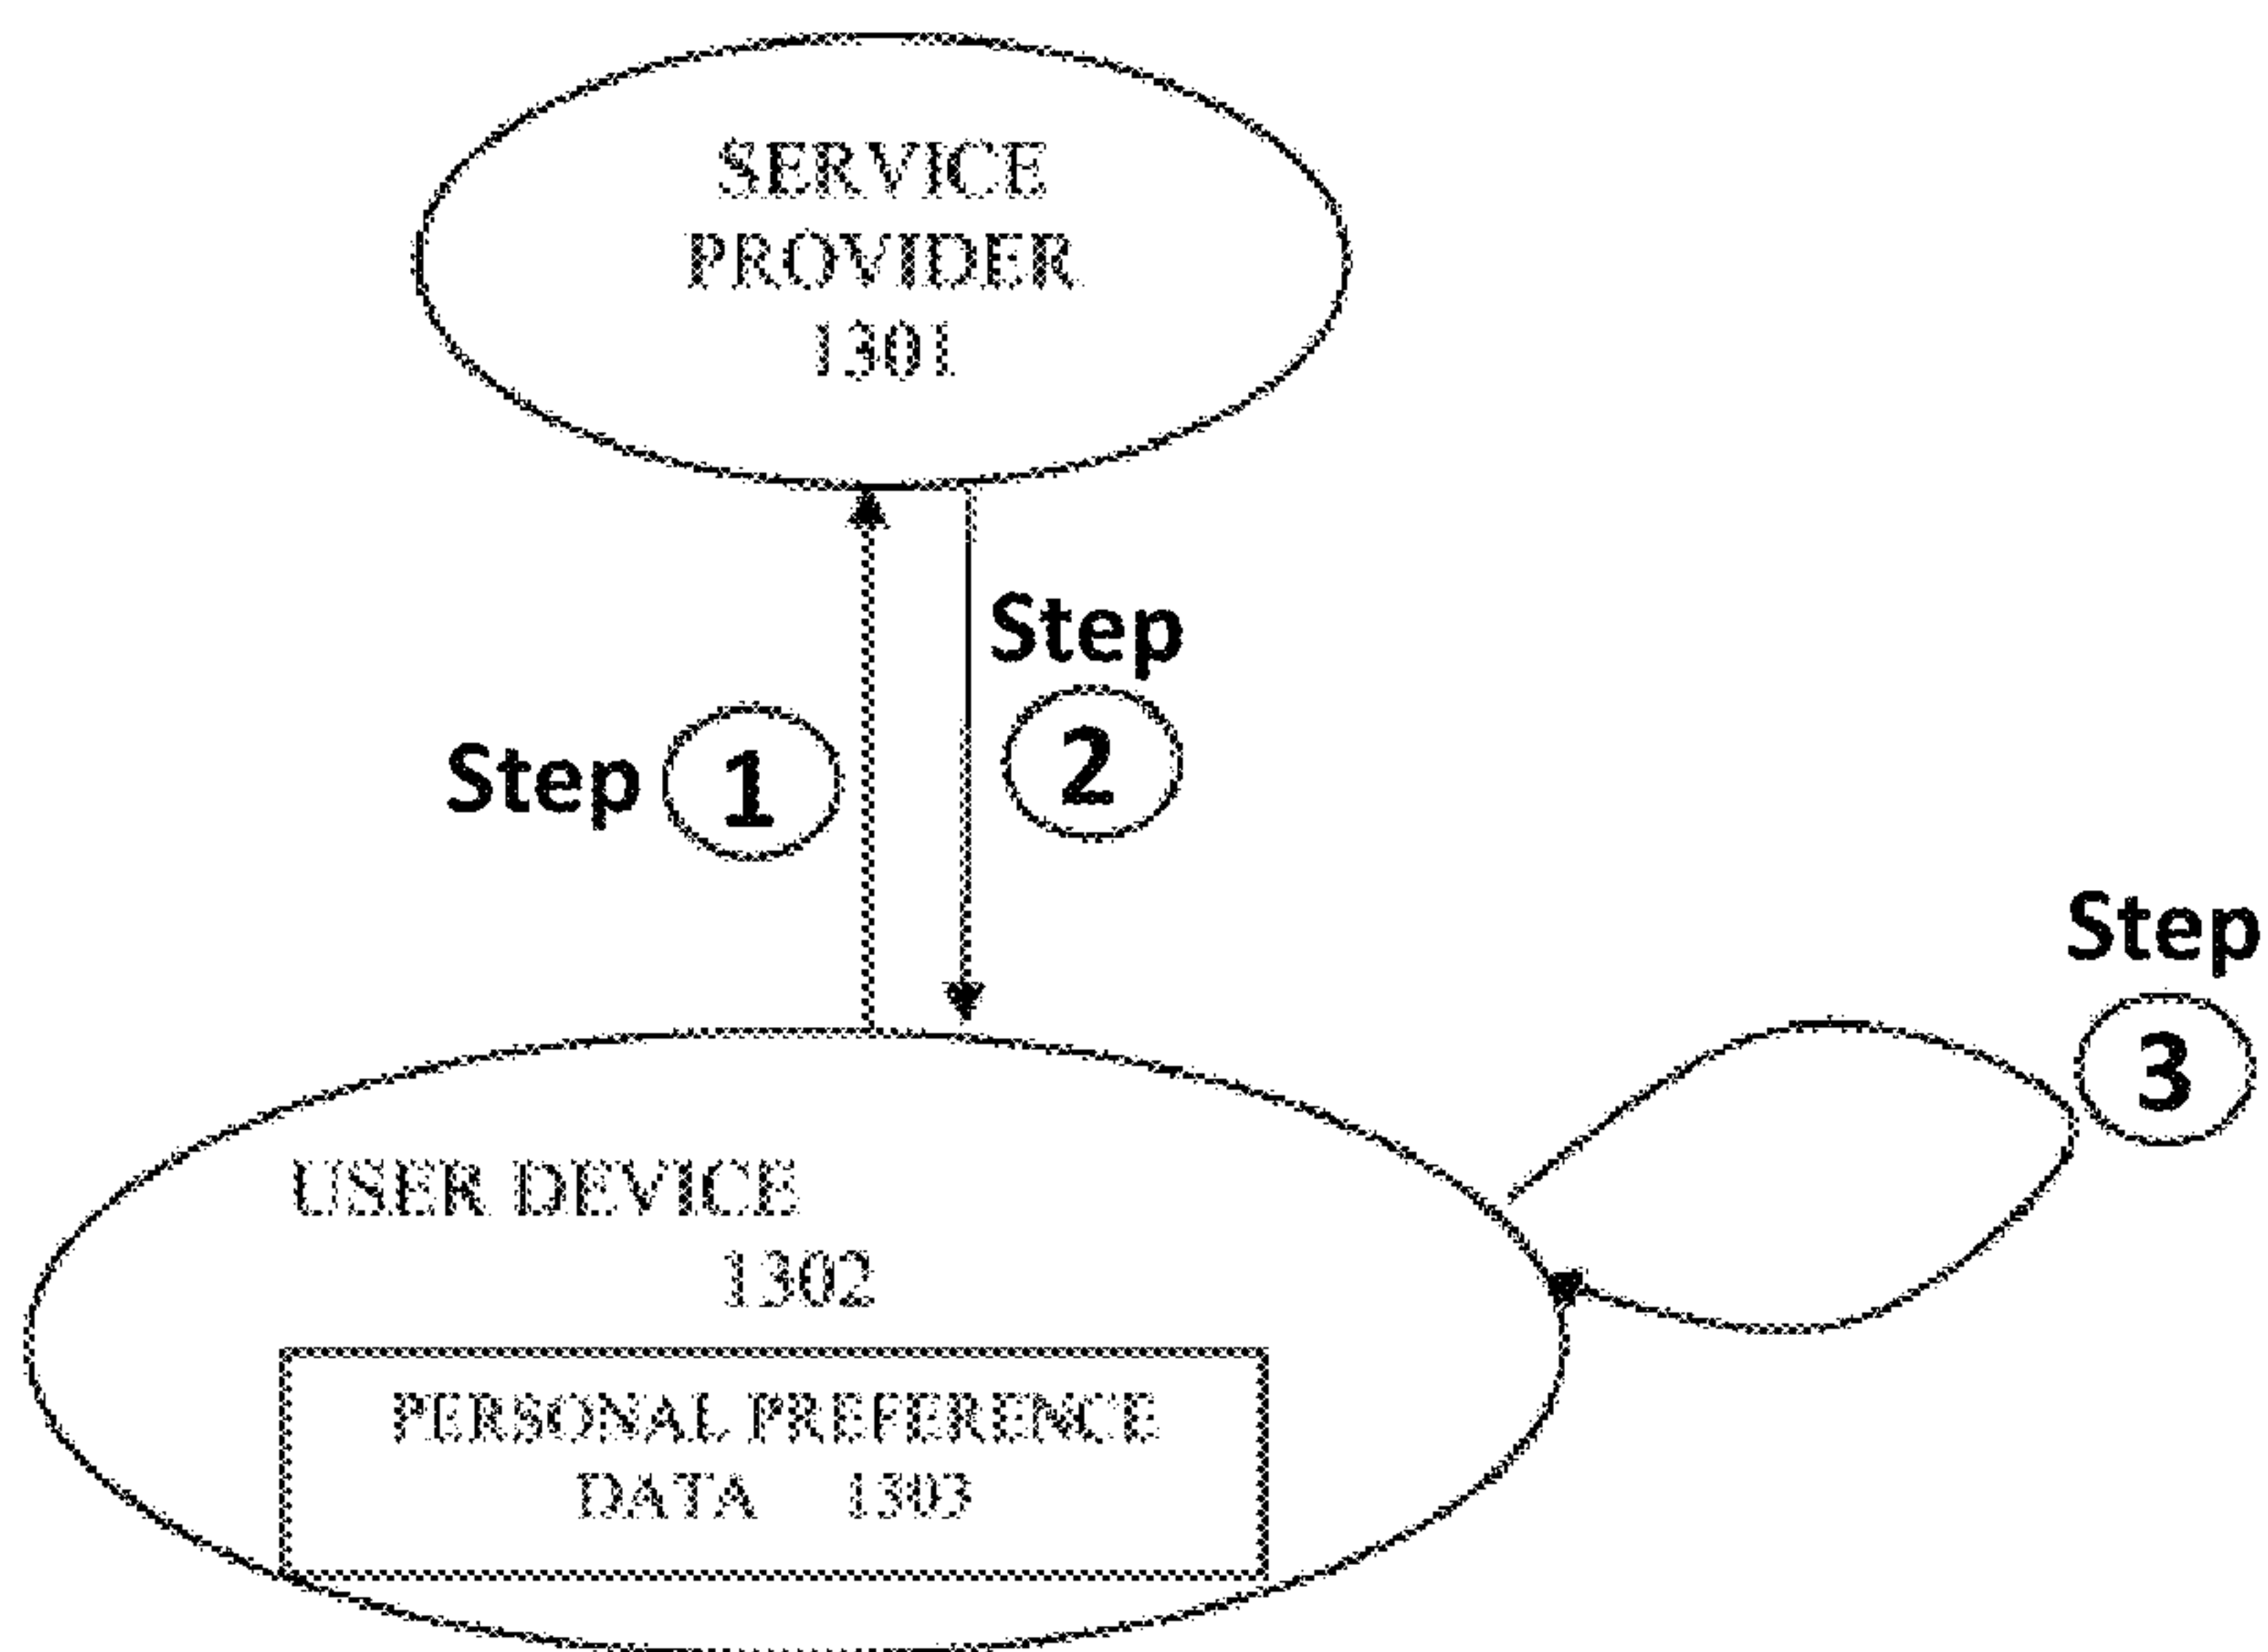 SERVICE
PROVIDER
1301
Step
2
Step 1
Step
3
USER DEVICE
1302
PERSONAL PREFERENCE
DATA 1303